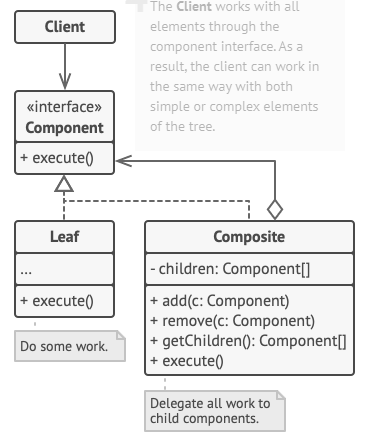 The Client works with all
elements through the
component interface. As a
result, the client can work in
the same way with both
simple or complex elements
of the tree.
Client
«interface»
Component
+ execute()
Leaf
...
+ execute()
Do some work.
Composite
- children: Component[]
+ add(c: Component)
+ remove(c: Component)
+ getChildren(): Component[]
+ execute()
Delegate all work to
child components.